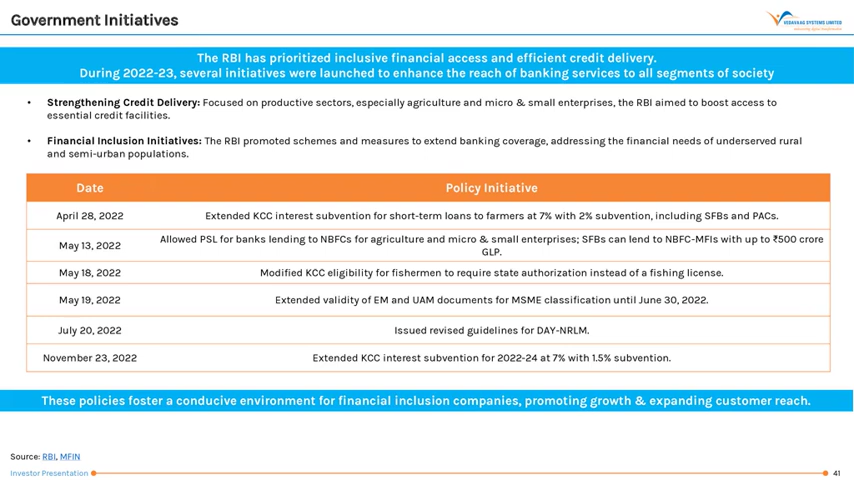 Government Initiatives
VEDAVAAG SYSTEMS LIMITED
The RBI has prioritized inclusive financial access and efficient credit delivery.
During 2022-23, several initiatives were launched to enhance the reach of banking services to all segments of society
• Strengthening Credit Delivery: Focused on productive sectors, especially agriculture and micro & small enterprises, the RBI aimed to boost access to
essential credit facilities.
• Financial Inclusion Initiatives: The RBI promoted schemes and measures to extend banking coverage, addressing the financial needs of underserved rural
and semi-urban populations.
Date Policy Initiative
April 28, 2022 Extended KCC interest subvention for short-term loans to farmers at 7% with 2% subvention, including SFBs and PACs.
May 13, 2022 Allowed PSL for banks lending to NBFCs for agriculture and micro & small enterprises; SFBs can lend to NBFC-MFIs with up to ₹500 crore
GLP.
May 18, 2022 Modified KCC eligibility for fishermen to require state authorization instead of a fishing license.
May 19, 2022 Extended validity of EM and UAM documents for MSME classification until June 30, 2022.
July 20, 2022 Issued revised guidelines for DAY-NRLM.
November 23, 2022 Extended KCC interest subvention for 2022-24 at 7% with 1.5% subvention.
These policies foster a conducive environment for financial inclusion companies, promoting growth & expanding customer reach.
Source: RBI, MFIN
Investor Presentation 41